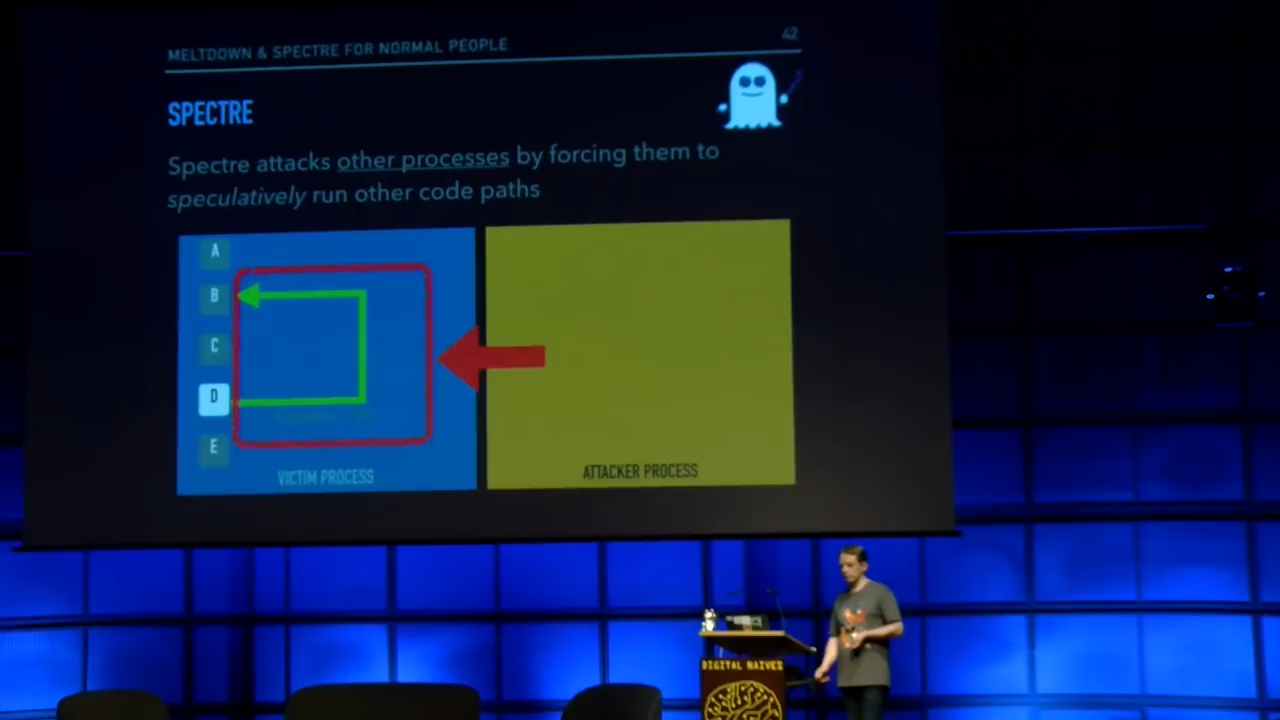 MELTDOWN & SPECTRE FOR NORMAL PEOPLE
42
SPECTRE
Spectre attacks other processes by forcing them to
speculatively run other code paths
A
B
C
D
E
VICTIM PROCESS
ATTACKER PROCESS
DIGITAL NAIVES